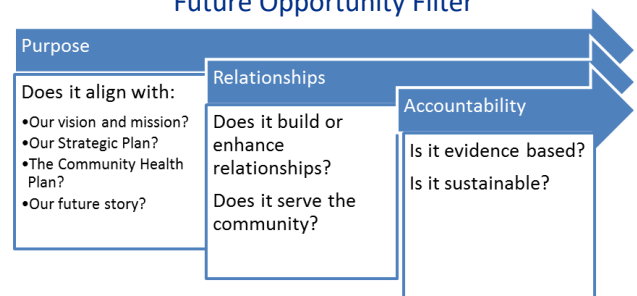 Future Opportunity Filter
Purpose
Does it align with:
•Our vision and mission?
•Our Strategic Plan?
•The Community Health
Plan?
•Our future story?
Relationships
Does it build or
enhance
relationships?
Does it serve the
community?
Accountability
Is it evidence based?
Is it sustainable?